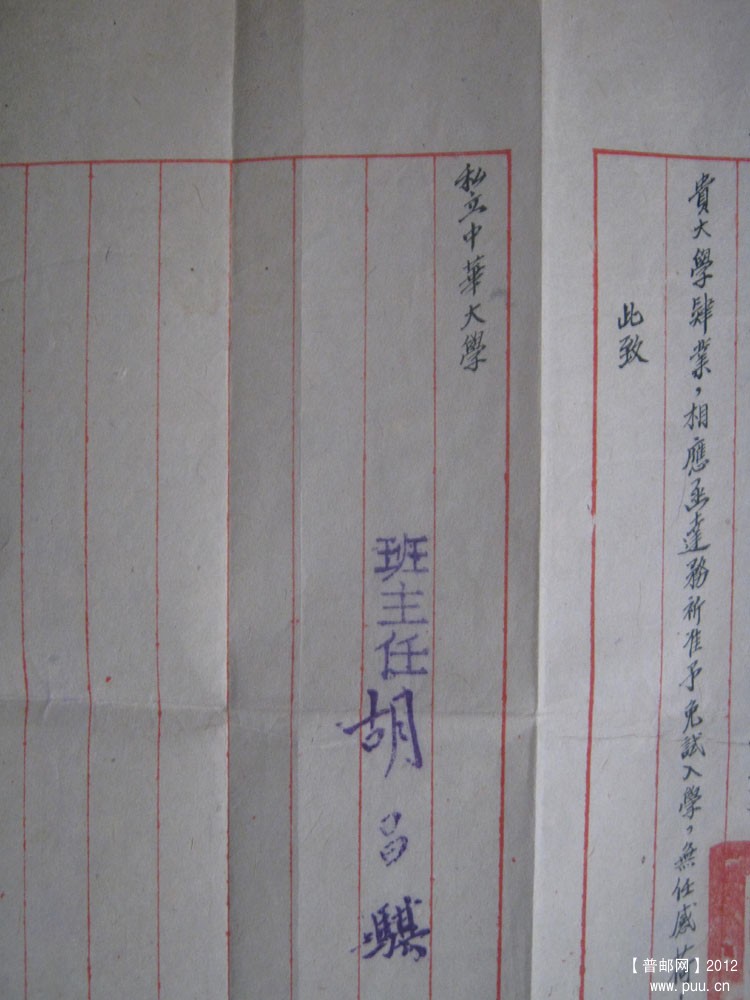 貴大學肄業，相應函達務祈准予免試入學，無任感荷
此致
私立中華大學
班主任胡昌騏
【普邮网】2012
www.puu.cn